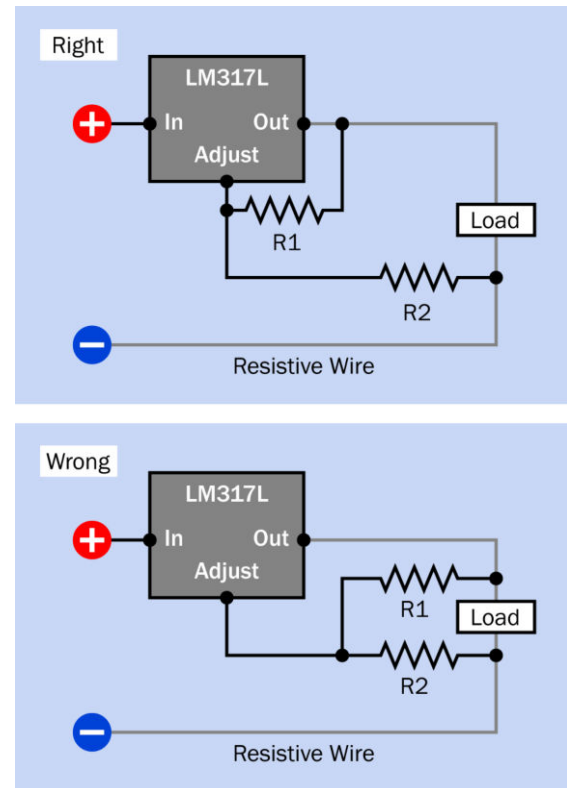 Right
LM317L
+
In Out
Adjust
R1
Load
R2
−
Resistive Wire
Wrong
LM317L
+
In Out
Adjust
R1
Load
R2
−
Resistive Wire